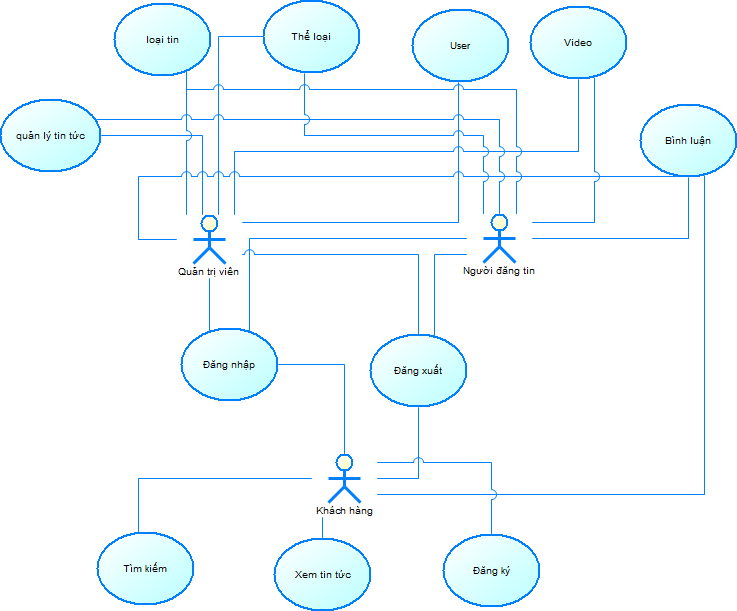 loại tin
Thể loại
User
Video
quản lý tin tức
Bình luận
Quản trị viên
Người đăng tin
Đăng nhập
Đăng xuất
Khách hàng
Tìm kiếm
Xem tin tức
Đăng ký